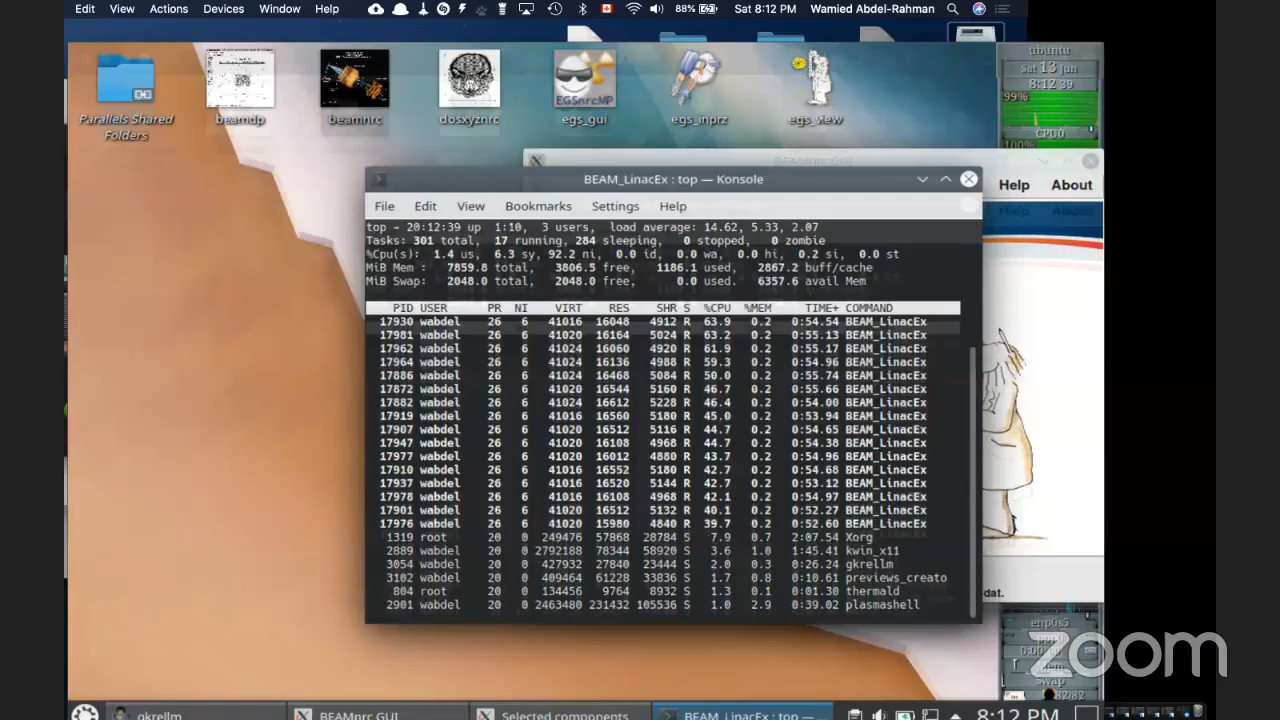 Edit View Actions Devices Window Help 88% Sat 8:12 PM Wamied Abdel-Rahman
Parallels Shared Folders
beamdp
beamnrc
dosxyznrc
EGSnrcMP
egs_gui
egs_inprz
egs_view
ubuntu
Sat 13 Jun
8:12 39
99%
CPU0
100%
BEAMnrc GUI
Help About
BEAM_LinacEx : top — Konsole
File Edit View Bookmarks Settings Help
top - 20:12:39 up 1:10, 3 users, load average: 14.62, 5.33, 2.07
Tasks: 301 total, 17 running, 284 sleeping, 0 stopped, 0 zombie
%Cpu(s): 1.4 us, 6.3 sy, 92.2 ni, 0.0 id, 0.0 wa, 0.0 hi, 0.2 si, 0.0 st
MiB Mem : 7859.8 total, 3806.5 free, 1186.1 used, 2867.2 buff/cache
MiB Swap: 2048.0 total, 2048.0 free, 0.0 used. 6357.6 avail Mem
PID USER PR NI VIRT RES SHR S %CPU %MEM TIME+ COMMAND
17930 wabdel 26 6 41016 16048 4912 R 63.9 0.2 0:54.54 BEAM_LinacEx
17981 wabdel 26 6 41020 16164 5024 R 63.2 0.2 0:55.13 BEAM_LinacEx
17962 wabdel 26 6 41024 16060 4920 R 61.9 0.2 0:55.17 BEAM_LinacEx
17964 wabdel 26 6 41024 16136 4988 R 59.3 0.2 0:54.96 BEAM_LinacEx
17886 wabdel 26 6 41024 16468 5084 R 50.0 0.2 0:55.74 BEAM_LinacEx
17872 wabdel 26 6 41020 16544 5160 R 46.7 0.2 0:55.66 BEAM_LinacEx
17882 wabdel 26 6 41024 16612 5228 R 46.4 0.2 0:54.00 BEAM_LinacEx
17919 wabdel 26 6 41016 16560 5180 R 45.0 0.2 0:53.94 BEAM_LinacEx
17907 wabdel 26 6 41020 16512 5116 R 44.7 0.2 0:54.65 BEAM_LinacEx
17947 wabdel 26 6 41020 16108 4968 R 44.7 0.2 0:54.38 BEAM_LinacEx
17977 wabdel 26 6 41020 16012 4880 R 43.7 0.2 0:54.96 BEAM_LinacEx
17910 wabdel 26 6 41016 16552 5180 R 42.7 0.2 0:54.68 BEAM_LinacEx
17937 wabdel 26 6 41016 16520 5144 R 42.7 0.2 0:53.12 BEAM_LinacEx
17978 wabdel 26 6 41016 16108 4968 R 42.1 0.2 0:54.97 BEAM_LinacEx
17901 wabdel 26 6 41020 16512 5132 R 40.1 0.2 0:52.27 BEAM_LinacEx
17976 wabdel 26 6 41020 15980 4840 R 39.7 0.2 0:52.60 BEAM_LinacEx
1319 root 20 0 249476 57868 28784 S 7.9 0.7 2:07.54 Xorg
2889 wabdel 20 0 2792188 78344 58920 S 3.6 1.0 1:45.41 kwin_x11
3054 wabdel 20 0 427932 27840 23444 S 2.0 0.3 0:26.24 gkrellm
3102 wabdel 20 0 409464 61228 33836 S 1.7 0.8 0:10.61 previews_creato
804 root 20 0 134456 9764 8932 S 1.3 0.1 0:01.30 thermald
2901 wabdel 20 0 2463480 231432 105536 S 1.0 2.9 0:39.02 plasmashell
dat.
enp0s5
Mem
Swap
zoom
gkrellm
BEAMnrc GUI
Selected components
BEAM_LinacEx : top — ...
8:12 PM